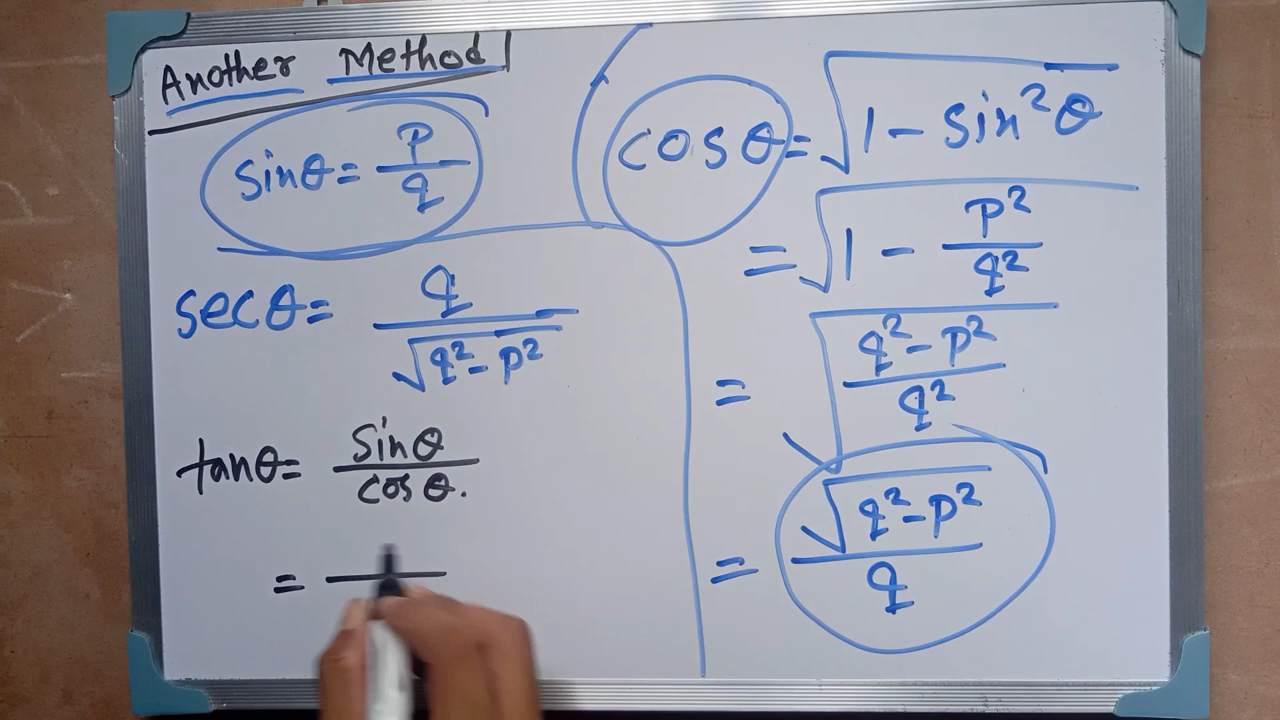 Another Method
sinθ = p/q
secθ = q/√(q²-p²)
tanθ = sinθ/cosθ.
=
cosθ = √(1-sin²θ)
= √(1-p²/q²)
= √((q²-p²)/q²)
= √(q²-p²)/q